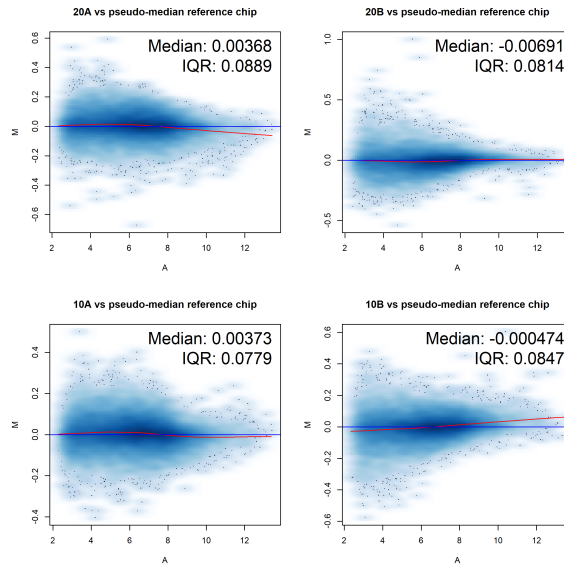 20A vs pseudo-median reference chip
Median: 0.00368
IQR: 0.0889
M
0.6
0.4
0.2
0.0
-0.2
-0.4
-0.6
2 4 6 8 10 12
A
20B vs pseudo-median reference chip
Median: -0.00691
IQR: 0.0814
M
1.0
0.5
0.0
-0.5
2 4 6 8 10 12
A
10A vs pseudo-median reference chip
Median: 0.00373
IQR: 0.0779
M
0.4
0.2
0.0
-0.2
-0.4
2 4 6 8 10 12
A
10B vs pseudo-median reference chip
Median: -0.000474
IQR: 0.0847
M
0.6
0.4
0.2
0.0
-0.2
-0.4
-0.6
2 4 6 8 10 12
A